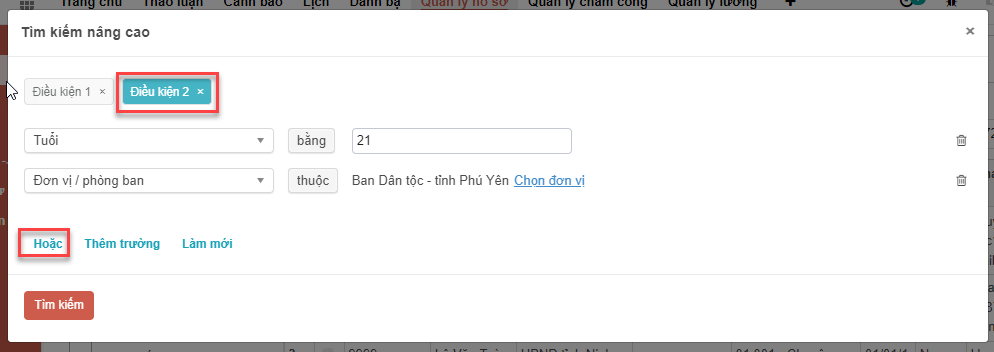 Trang chủ Thảo luận Cảnh báo Lịch Danh bạ Quản lý hồ sơ Quản lý chấm công Quản lý lương +
Tìm kiếm nâng cao ×
Điều kiện 1 × Điều kiện 2 ×
Tuổi bằng 21
Đơn vị / phòng ban thuộc Ban Dân tộc - tỉnh Phú Yên Chọn đơn vị
Hoặc Thêm trường Làm mới
Tìm kiếm